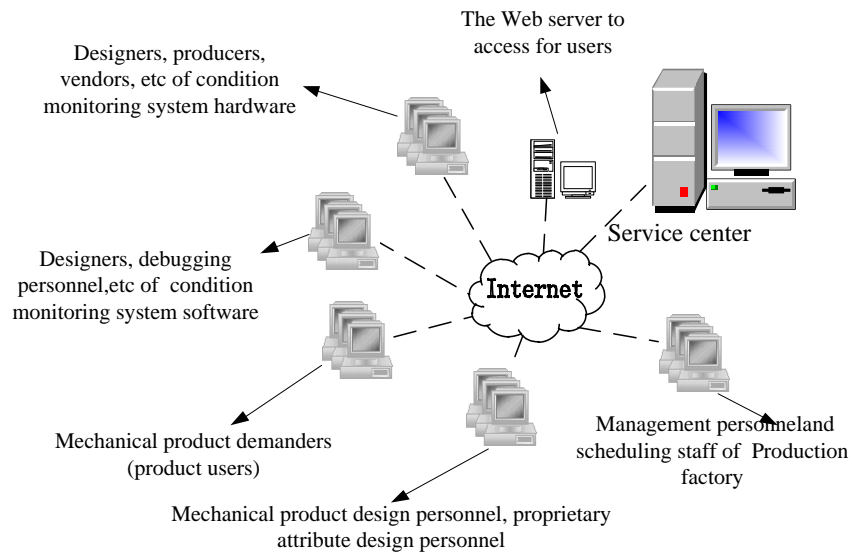 The Web server to
access for users
Designers, producers,
vendors, etc of condition
monitoring system hardware
Service center
Designers, debugging
personnel,etc of condition
monitoring system software
Internet
Mechanical product demanders
(product users)
Management personneland
scheduling staff of Production
factory
Mechanical product design personnel, proprietary
attribute design personnel